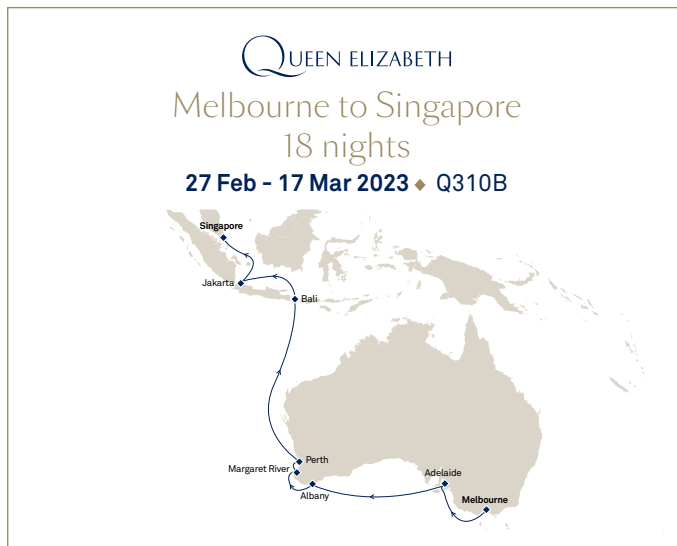 QUEEN ELIZABETH
Melbourne to Singapore
18 nights
27 Feb - 17 Mar 2023 ◆ Q310B
Singapore
Jakarta
Bali
Perth
Margaret River
Albany
Adelaide
Melbourne